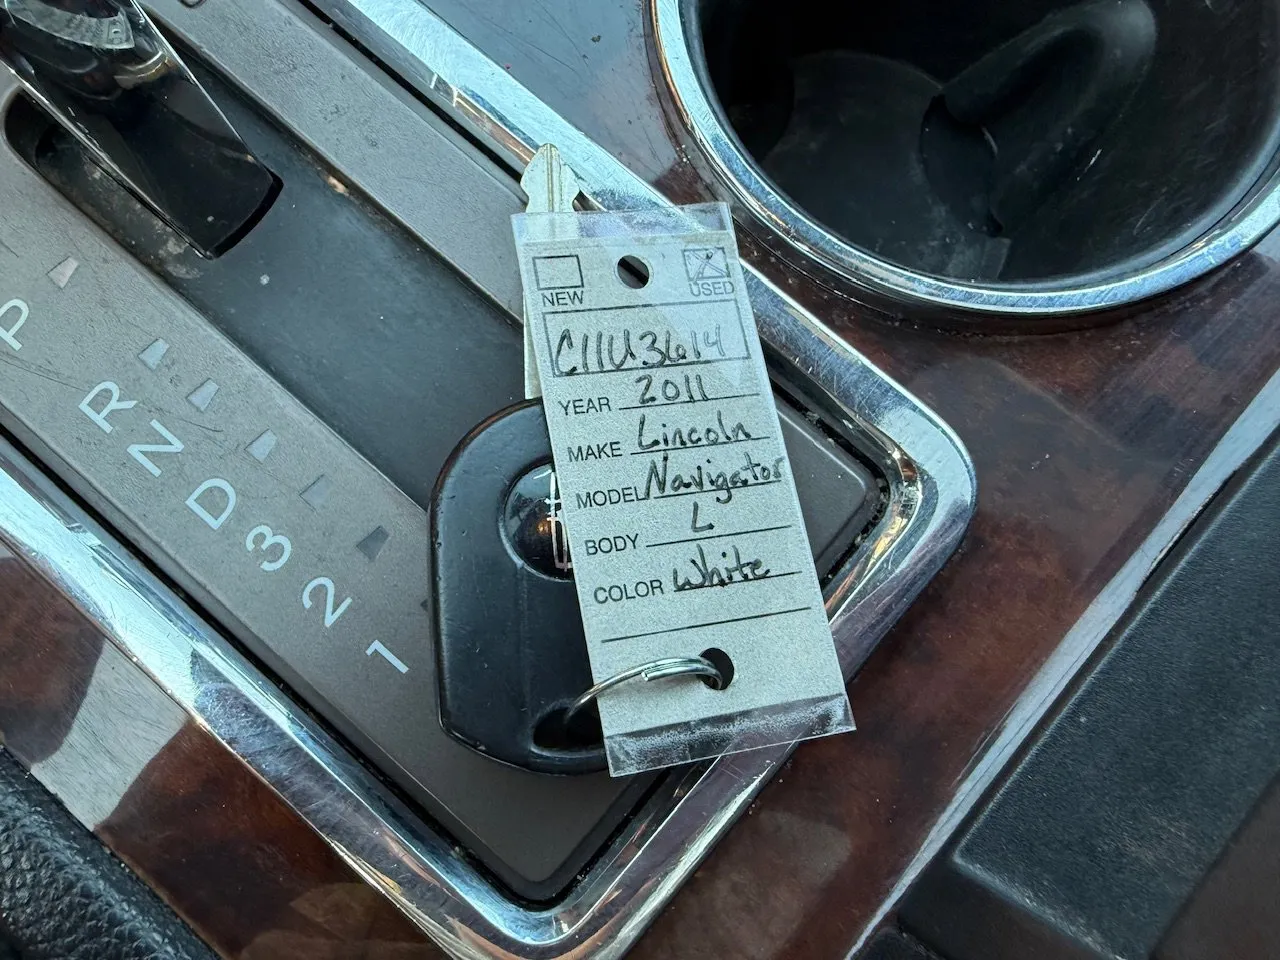 P
R
N
D
3
2
1
NEW USED
C11U3614
YEAR 2011
MAKE Lincoln
MODEL Navigator
BODY L
COLOR white